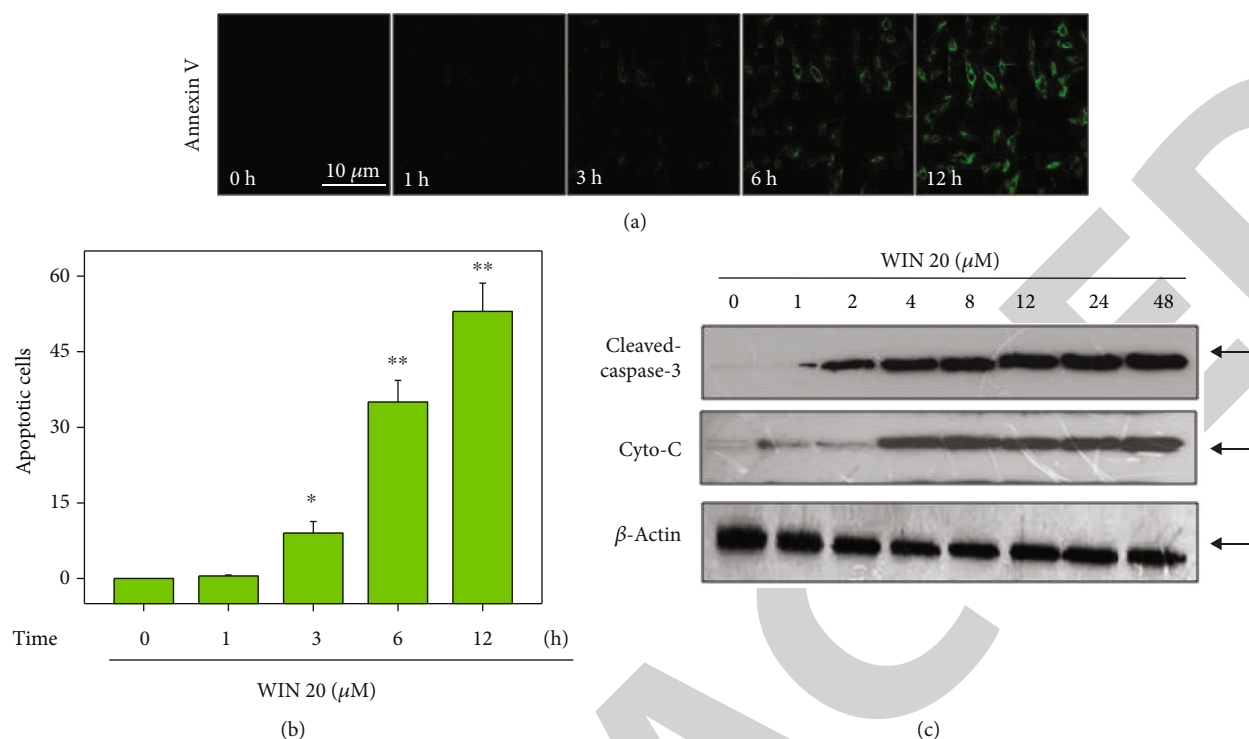 Annexin V
0 h
10 μm
1 h
3 h
6 h
12 h
(a)
Apoptotic cells
60
45
30
15
0
*
**
**
Time 0 1 3 6 12 (h)
WIN 20 (μM)
(b)
WIN 20 (μM)
0 1 2 4 8 12 24 48
Cleaved-
caspase-3
Cyto-C
β-Actin
(c)